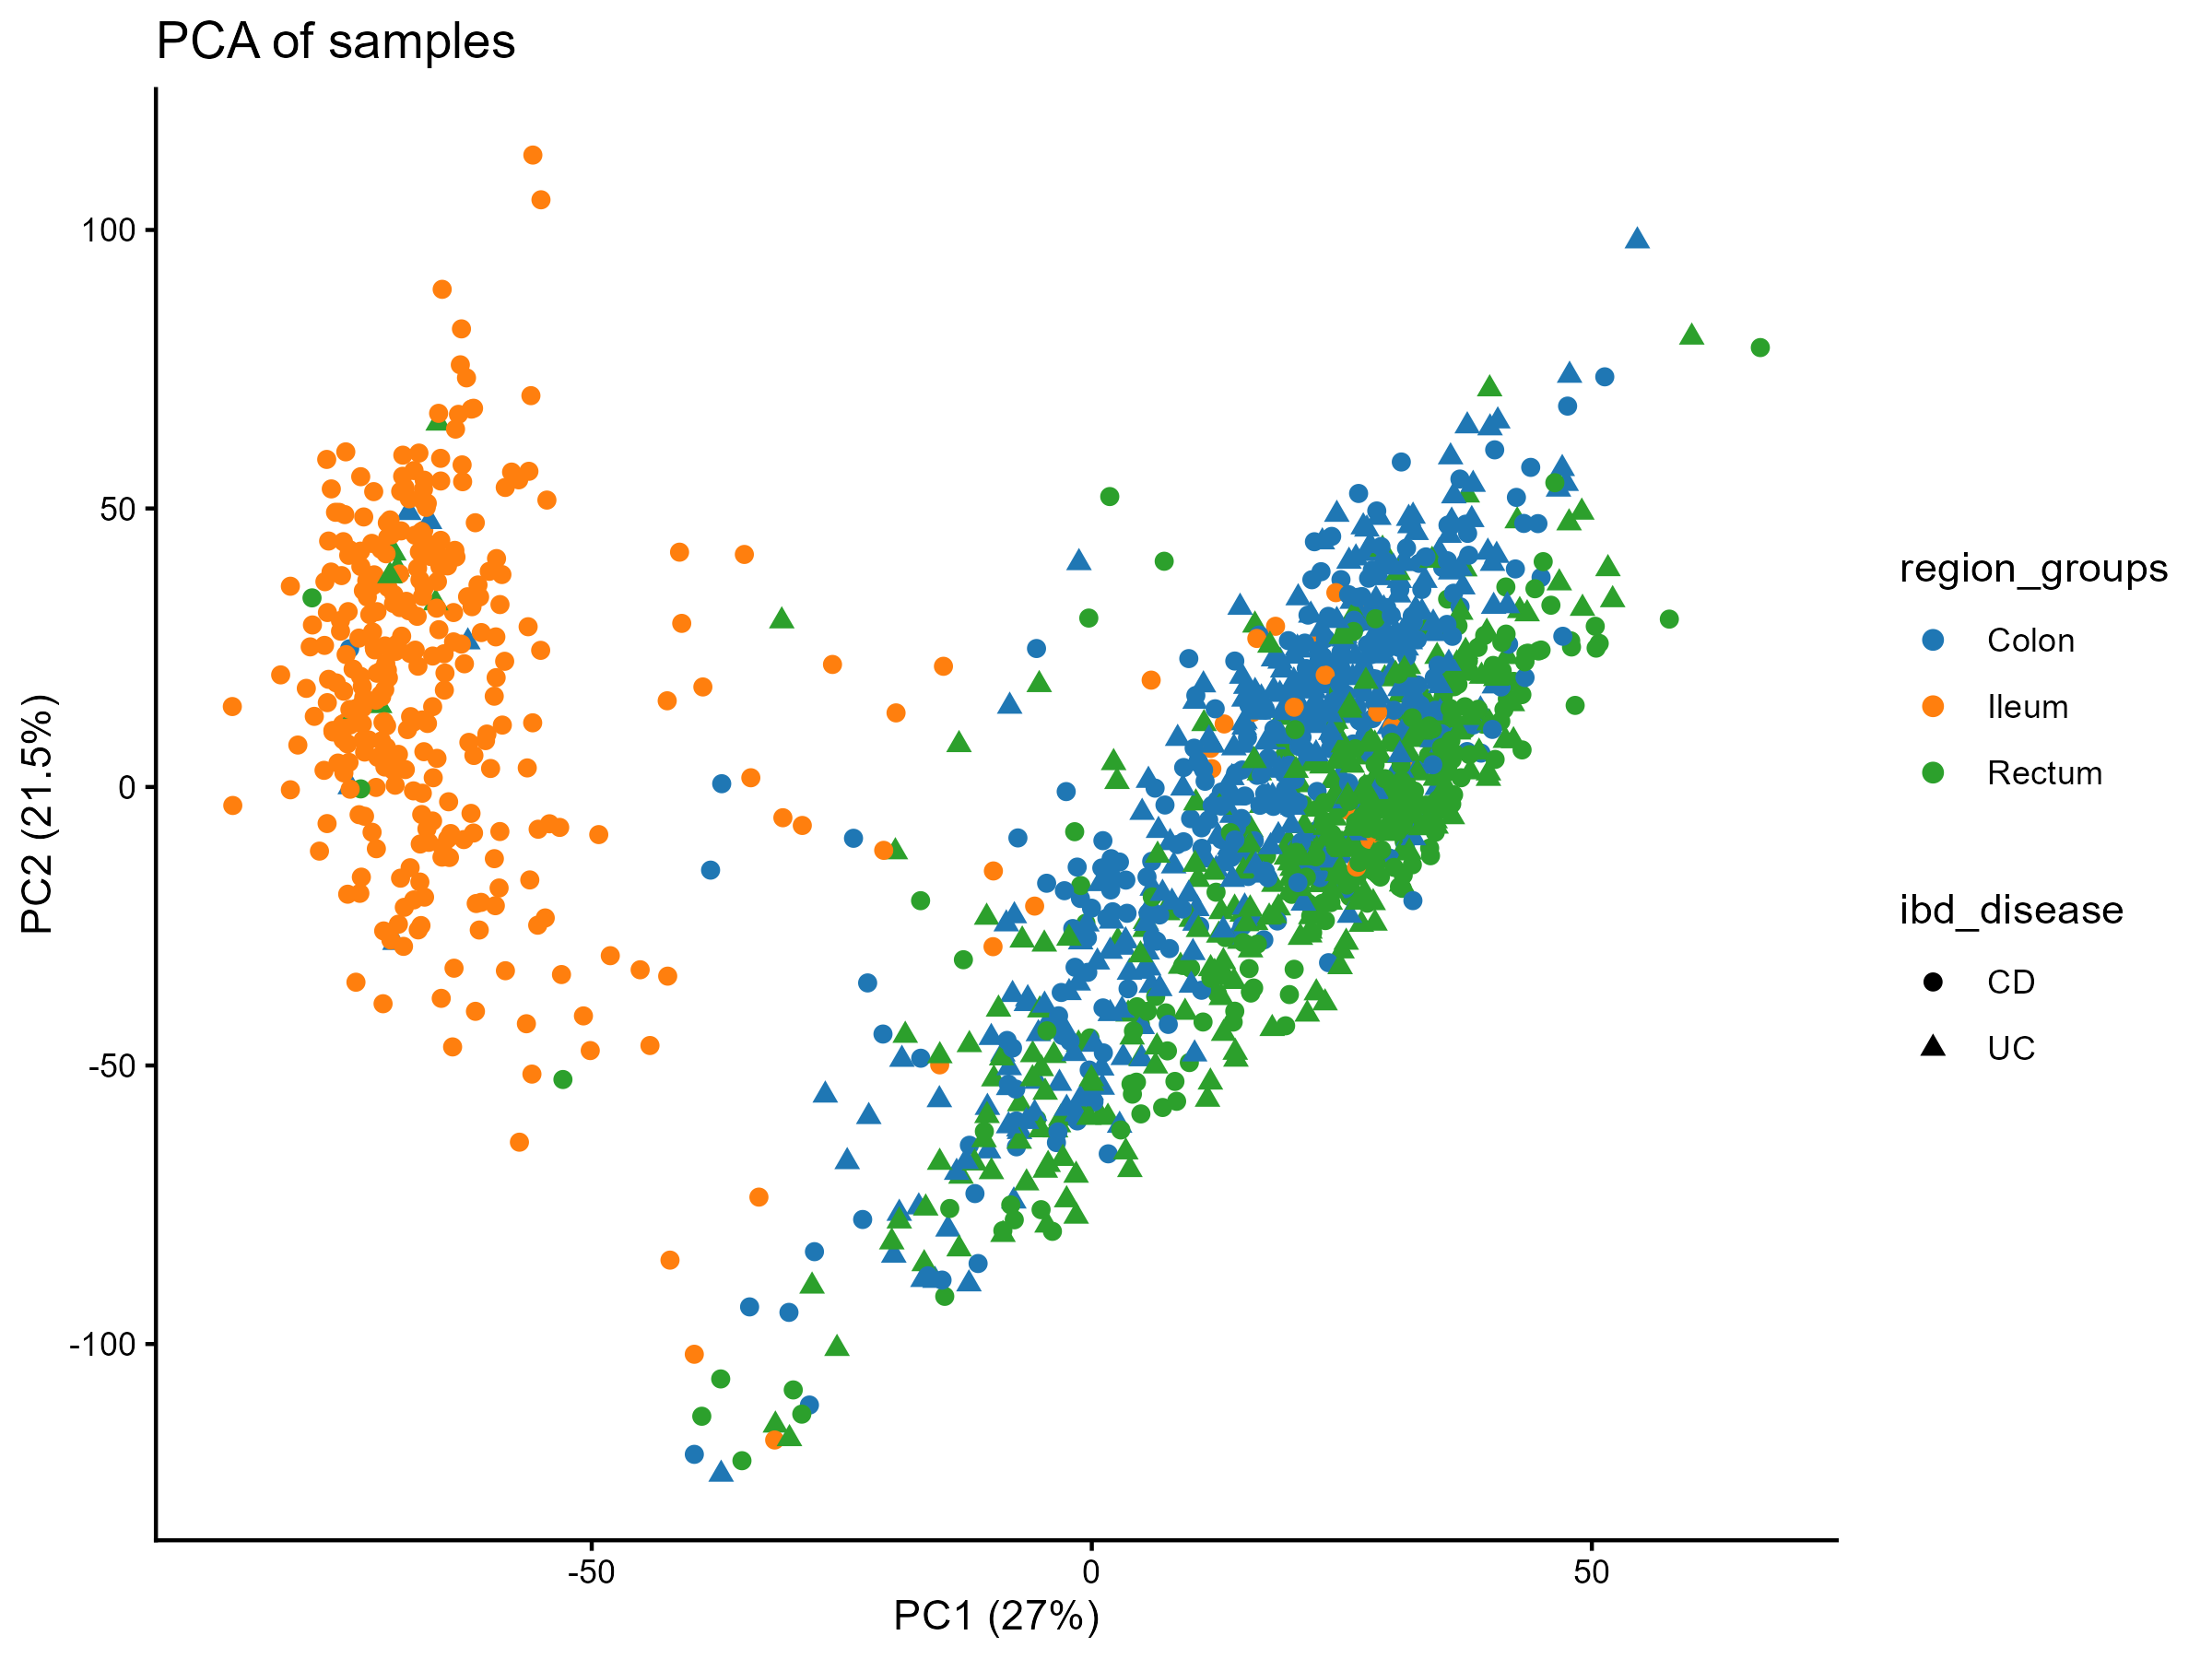 PCA of samples
100
50
0
-50
-100
PC2 (21.5%)
-50
0
50
PC1 (27%)
region_groups
Colon
Ileum
Rectum
ibd_disease
CD
UC